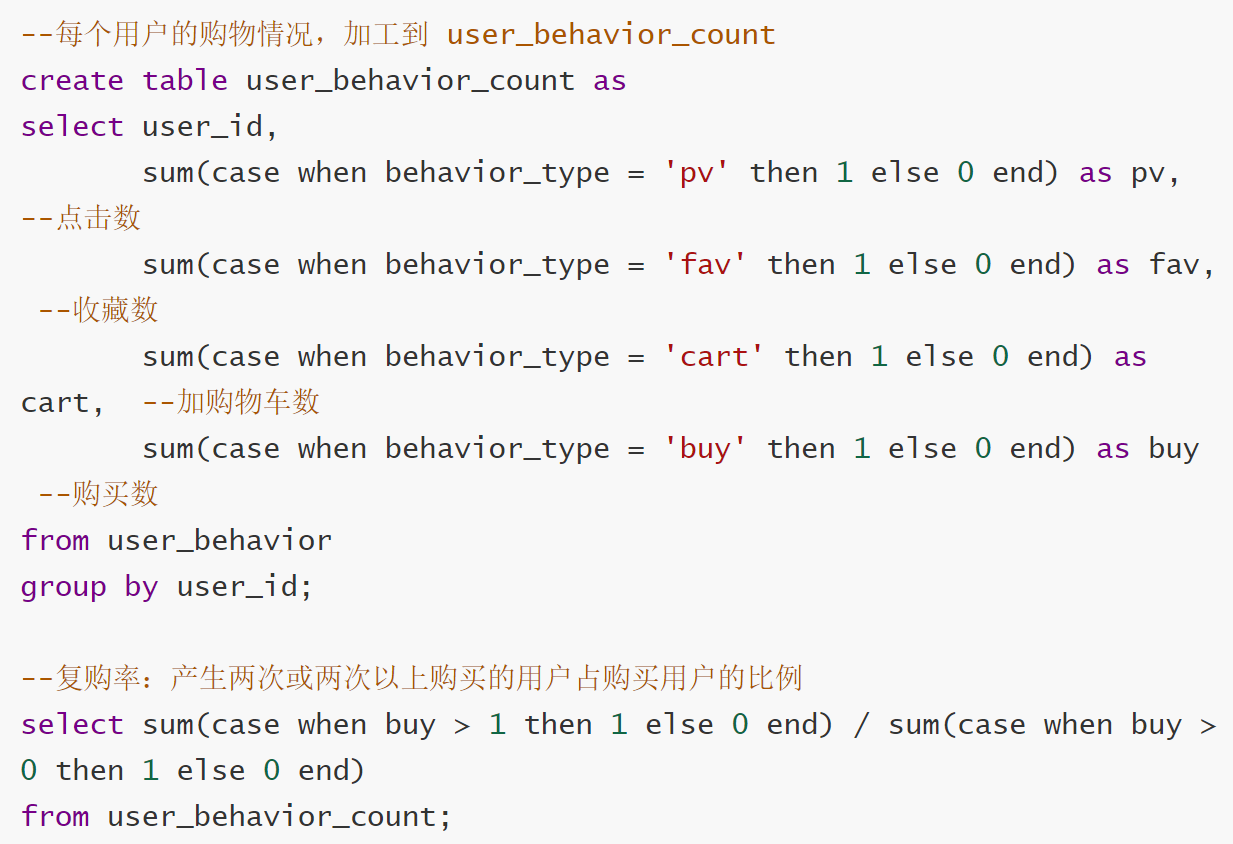 --每个用户的购物情况，加工到 user_behavior_count
create table user_behavior_count as
select user_id,
       sum(case when behavior_type = 'pv' then 1 else 0 end) as pv,
--点击数
       sum(case when behavior_type = 'fav' then 1 else 0 end) as fav,
 --收藏数
       sum(case when behavior_type = 'cart' then 1 else 0 end) as
cart,  --加购物车数
       sum(case when behavior_type = 'buy' then 1 else 0 end) as buy
 --购买数
from user_behavior
group by user_id;

--复购率：产生两次或两次以上购买的用户占购买用户的比例
select sum(case when buy > 1 then 1 else 0 end) / sum(case when buy >
0 then 1 else 0 end)
from user_behavior_count;